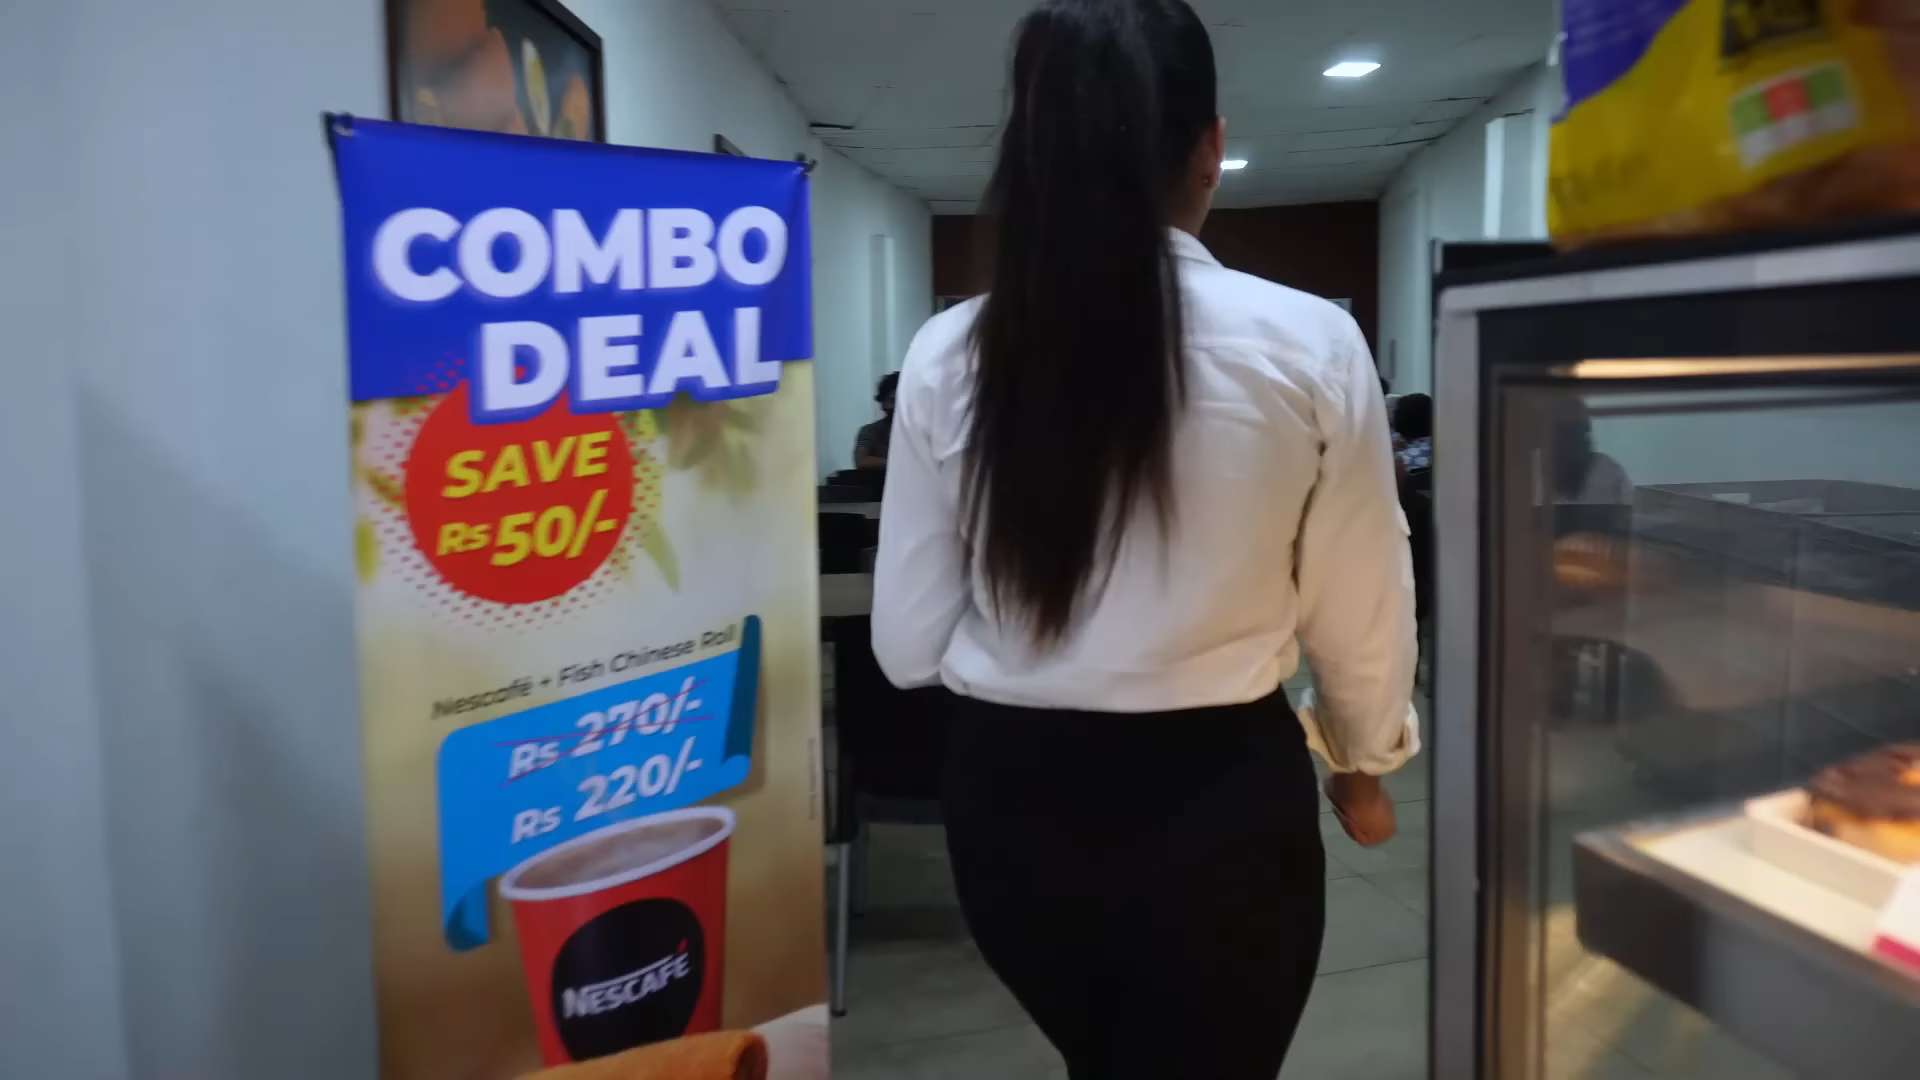 COMBO
DEAL
SAVE
Rs 50/-
Nescafé + Fish Chinese Roll
Rs 270/-
Rs 220/-
NESCAFÉ